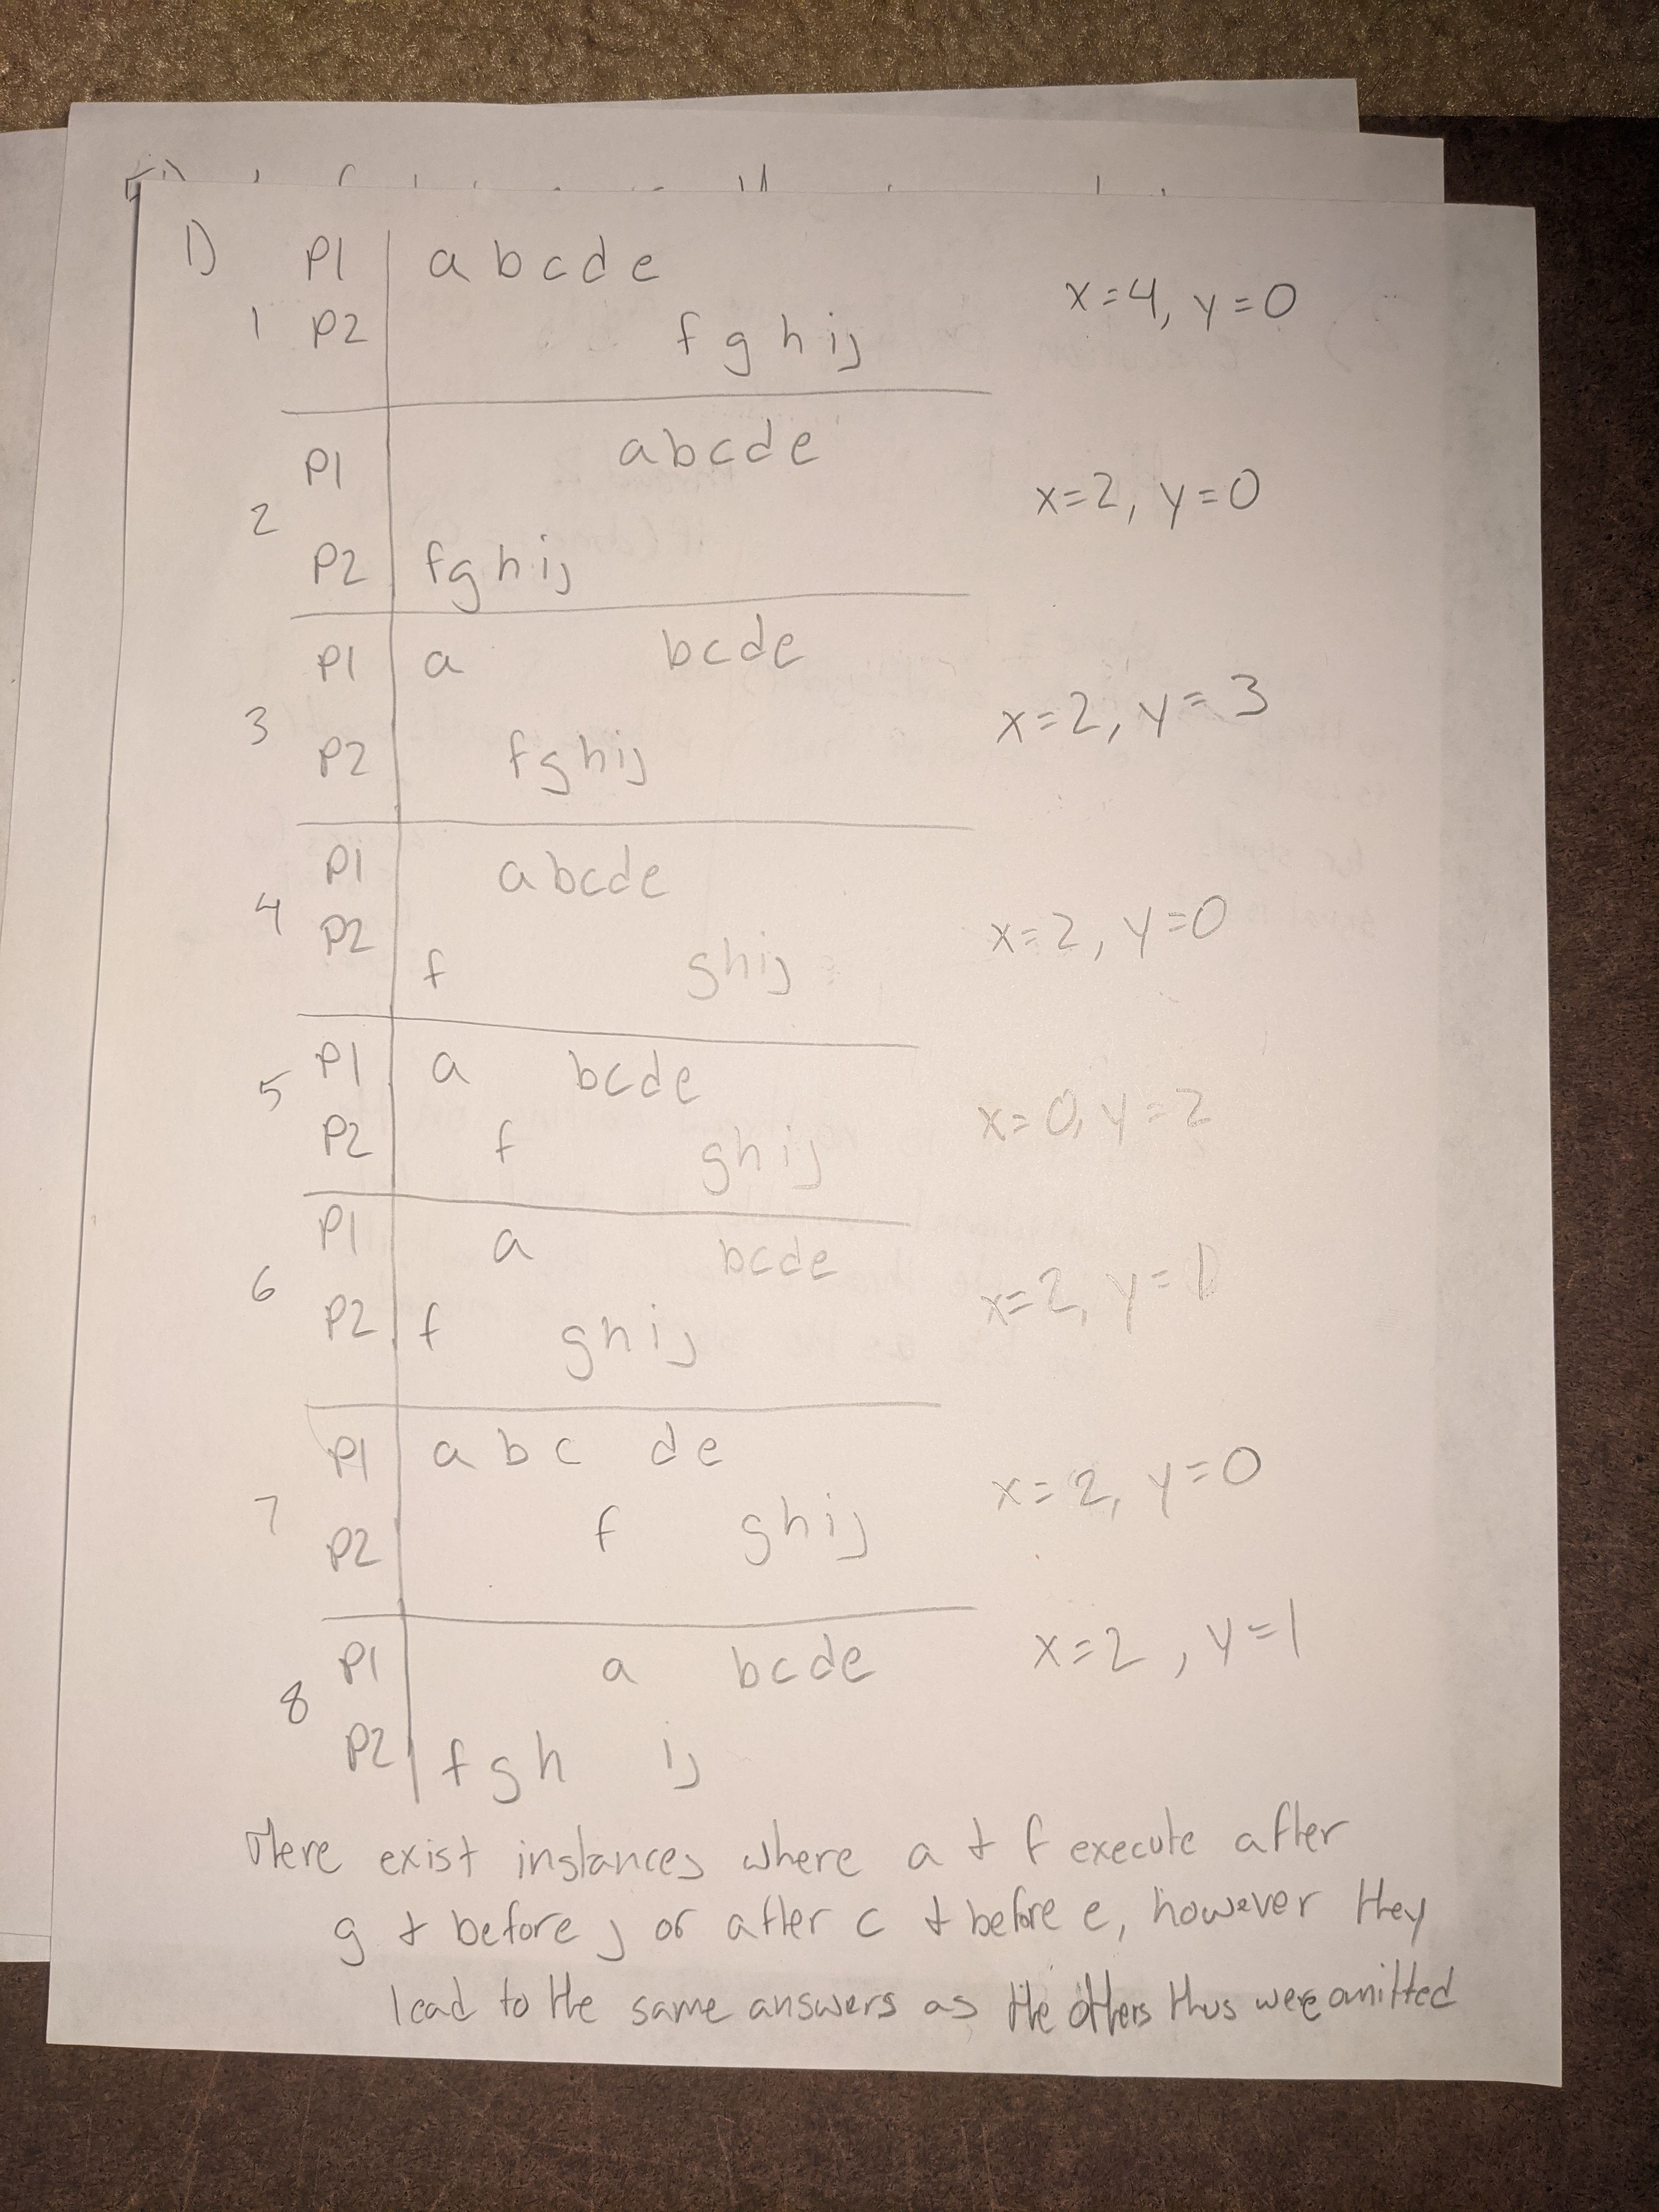 1)
P1 a b c d e
x=4, y=0
1 P2 f g h i j
P1 a b c d e
x=2, y=0
2
P2 f g h i j
P1 a b c d e
x=2, y=3
3
P2 f g h i j
P1 a b c d e
4
P2
x=2, y=0
f g h i j
P1 a b c d e
5
x=0, y=2
P2 f g h i j
P1 a b c d e
6
x=2, y=1
P2 f g h i j
P1 a b c d e
x=2, y=0
7
P2 f g h i j
P1 a b c d e
x=2, y=1
8
P2 f g h i j
There exist instances where a + f execute after
g + before j or after c + before e, however they
lead to the same answers as the others thus were omitted